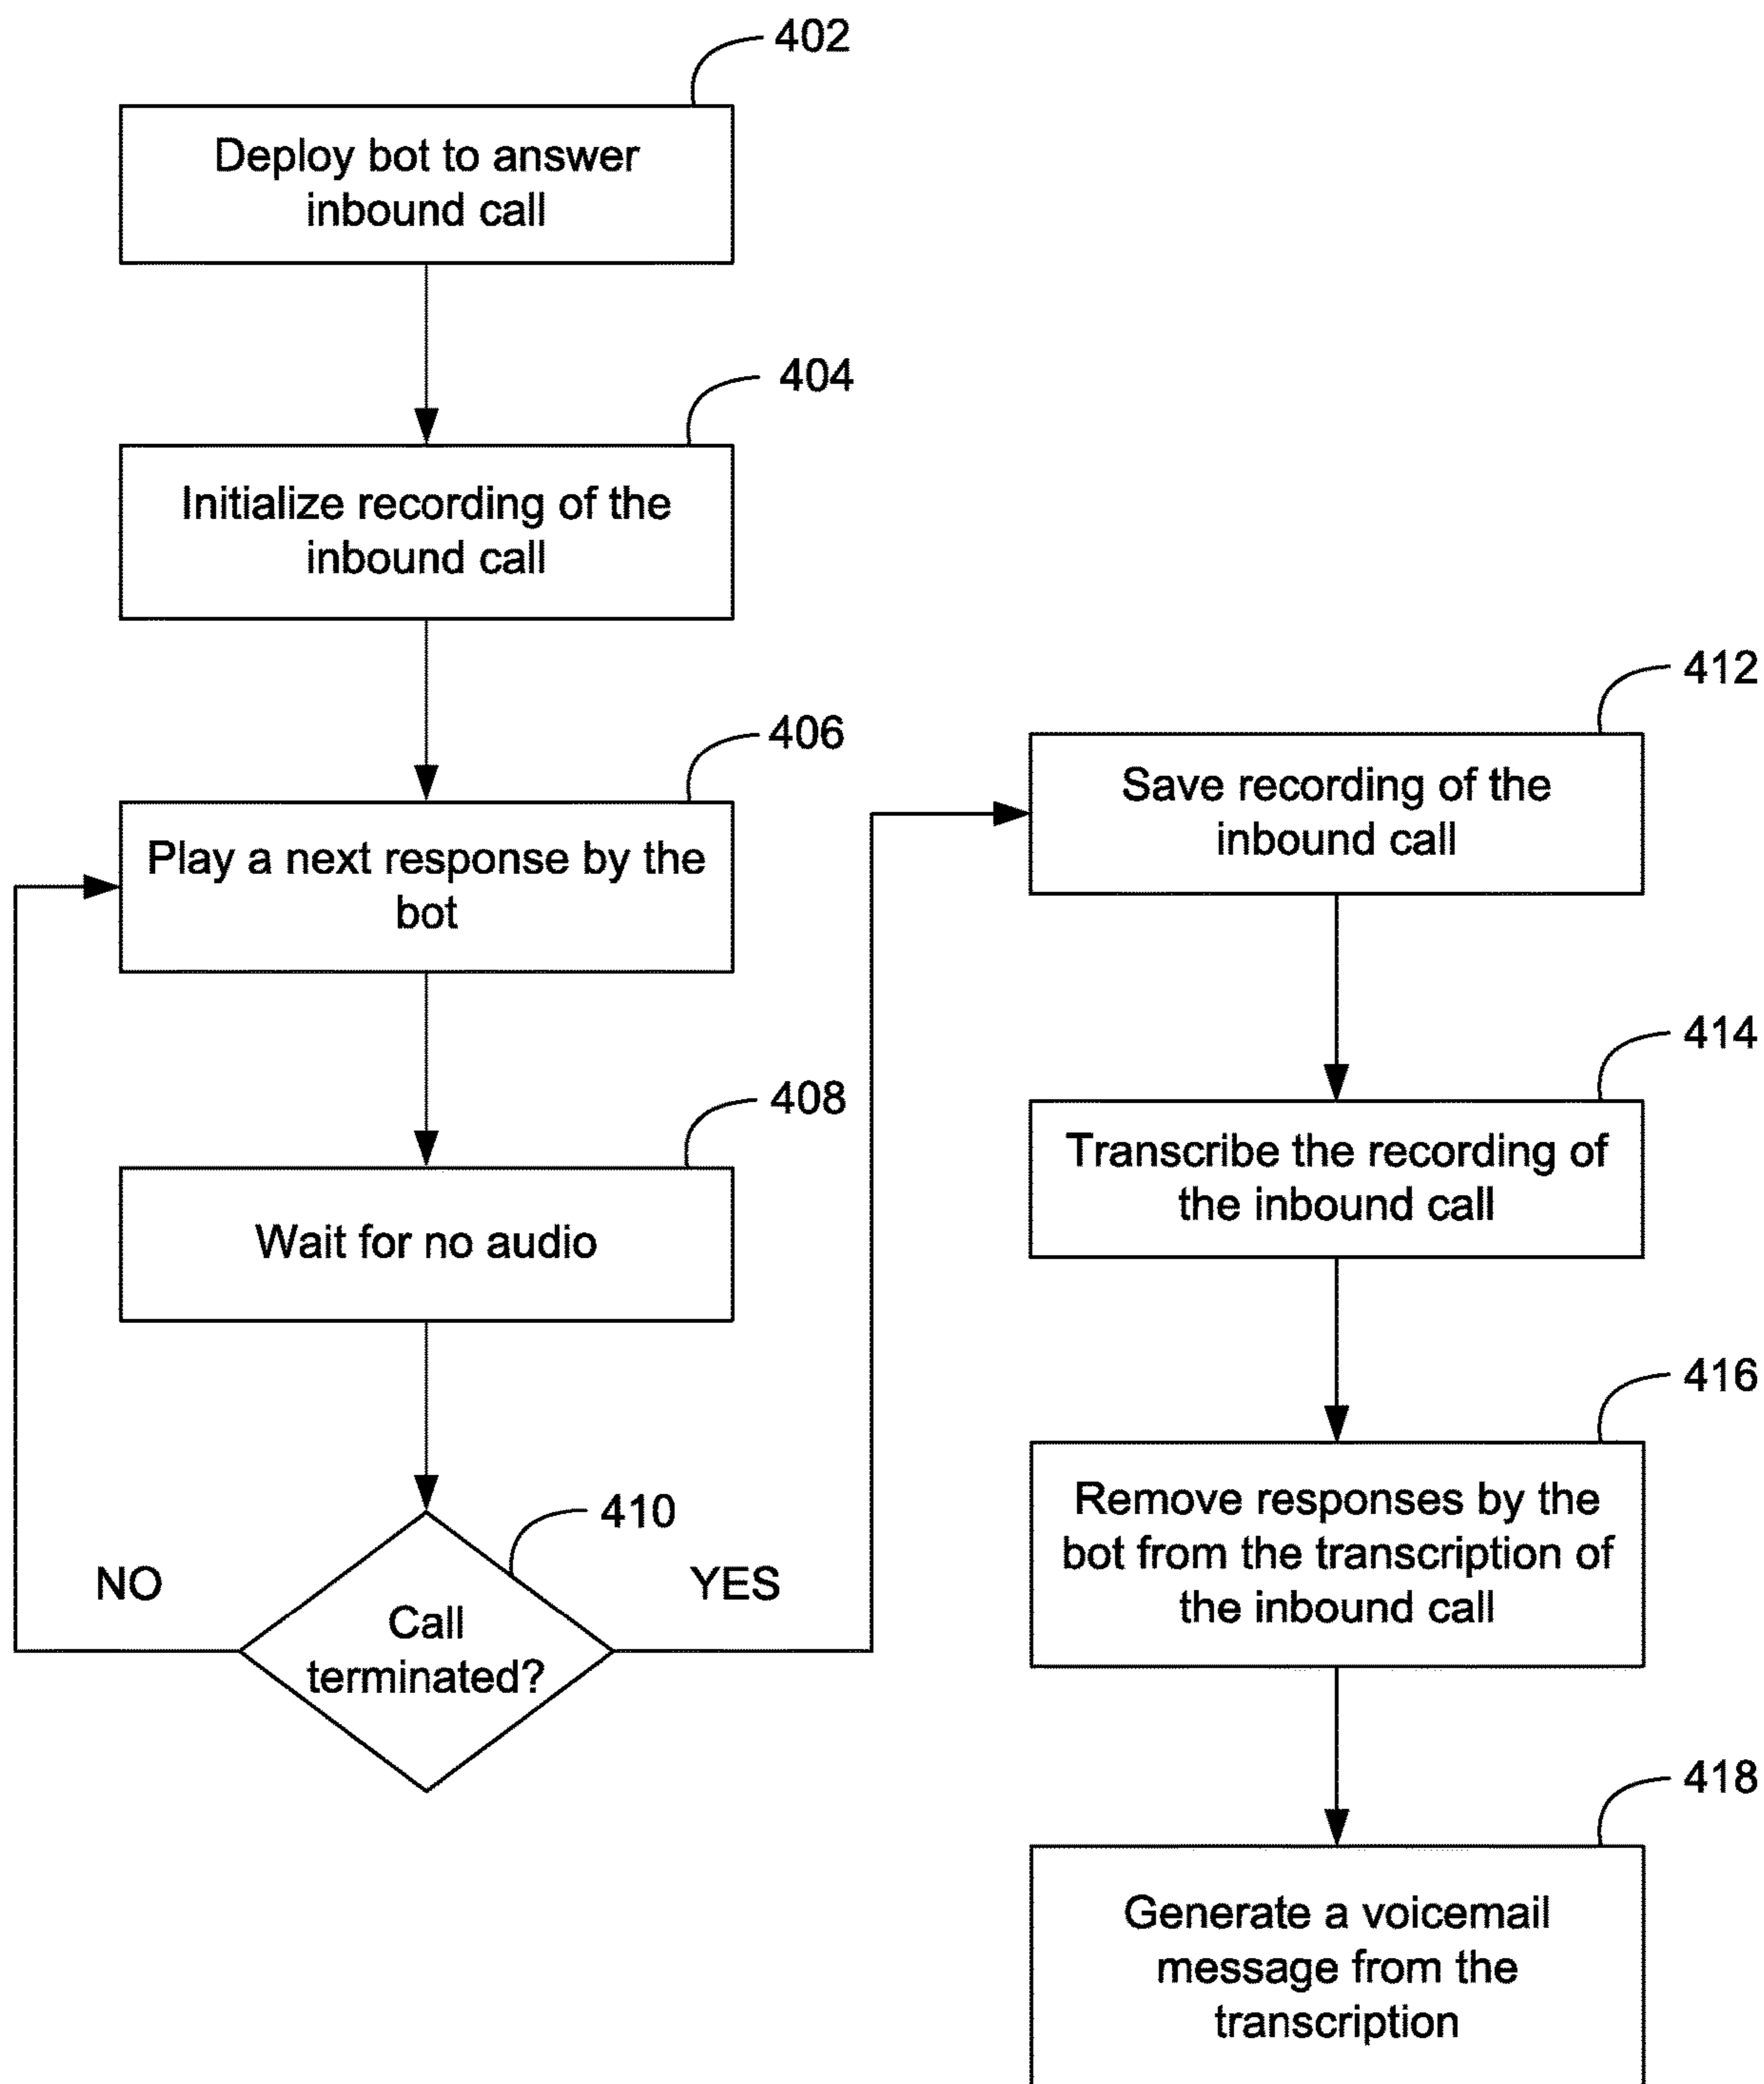 402
Deploy bot to answer
inbound call
404
Initialize recording of the
inbound call
406
Play a next response by the
bot
408
Wait for no audio
410
NO
YES
Call
terminated?
412
Save recording of the
inbound call
414
Transcribe the recording of
the inbound call
416
Remove responses by the
bot from the transcription of
the inbound call
418
Generate a voicemail
message from the
transcription